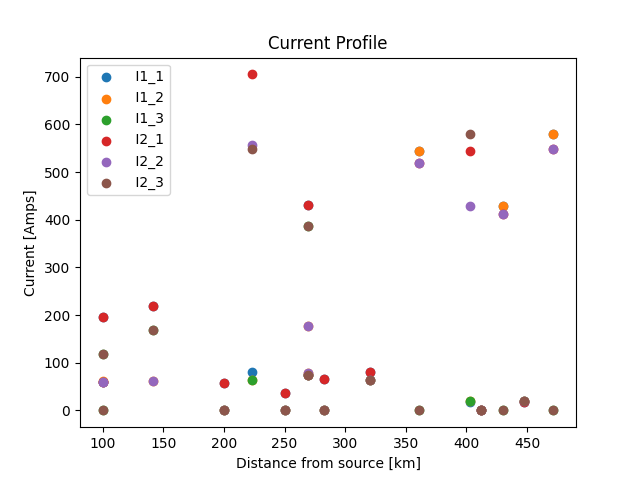 Current Profile
I1_1
I1_2
I1_3
I2_1
I2_2
I2_3
700
600
500
400
300
200
100
0
Current [Amps]
100 150 200 250 300 350 400 450
Distance from source [km]